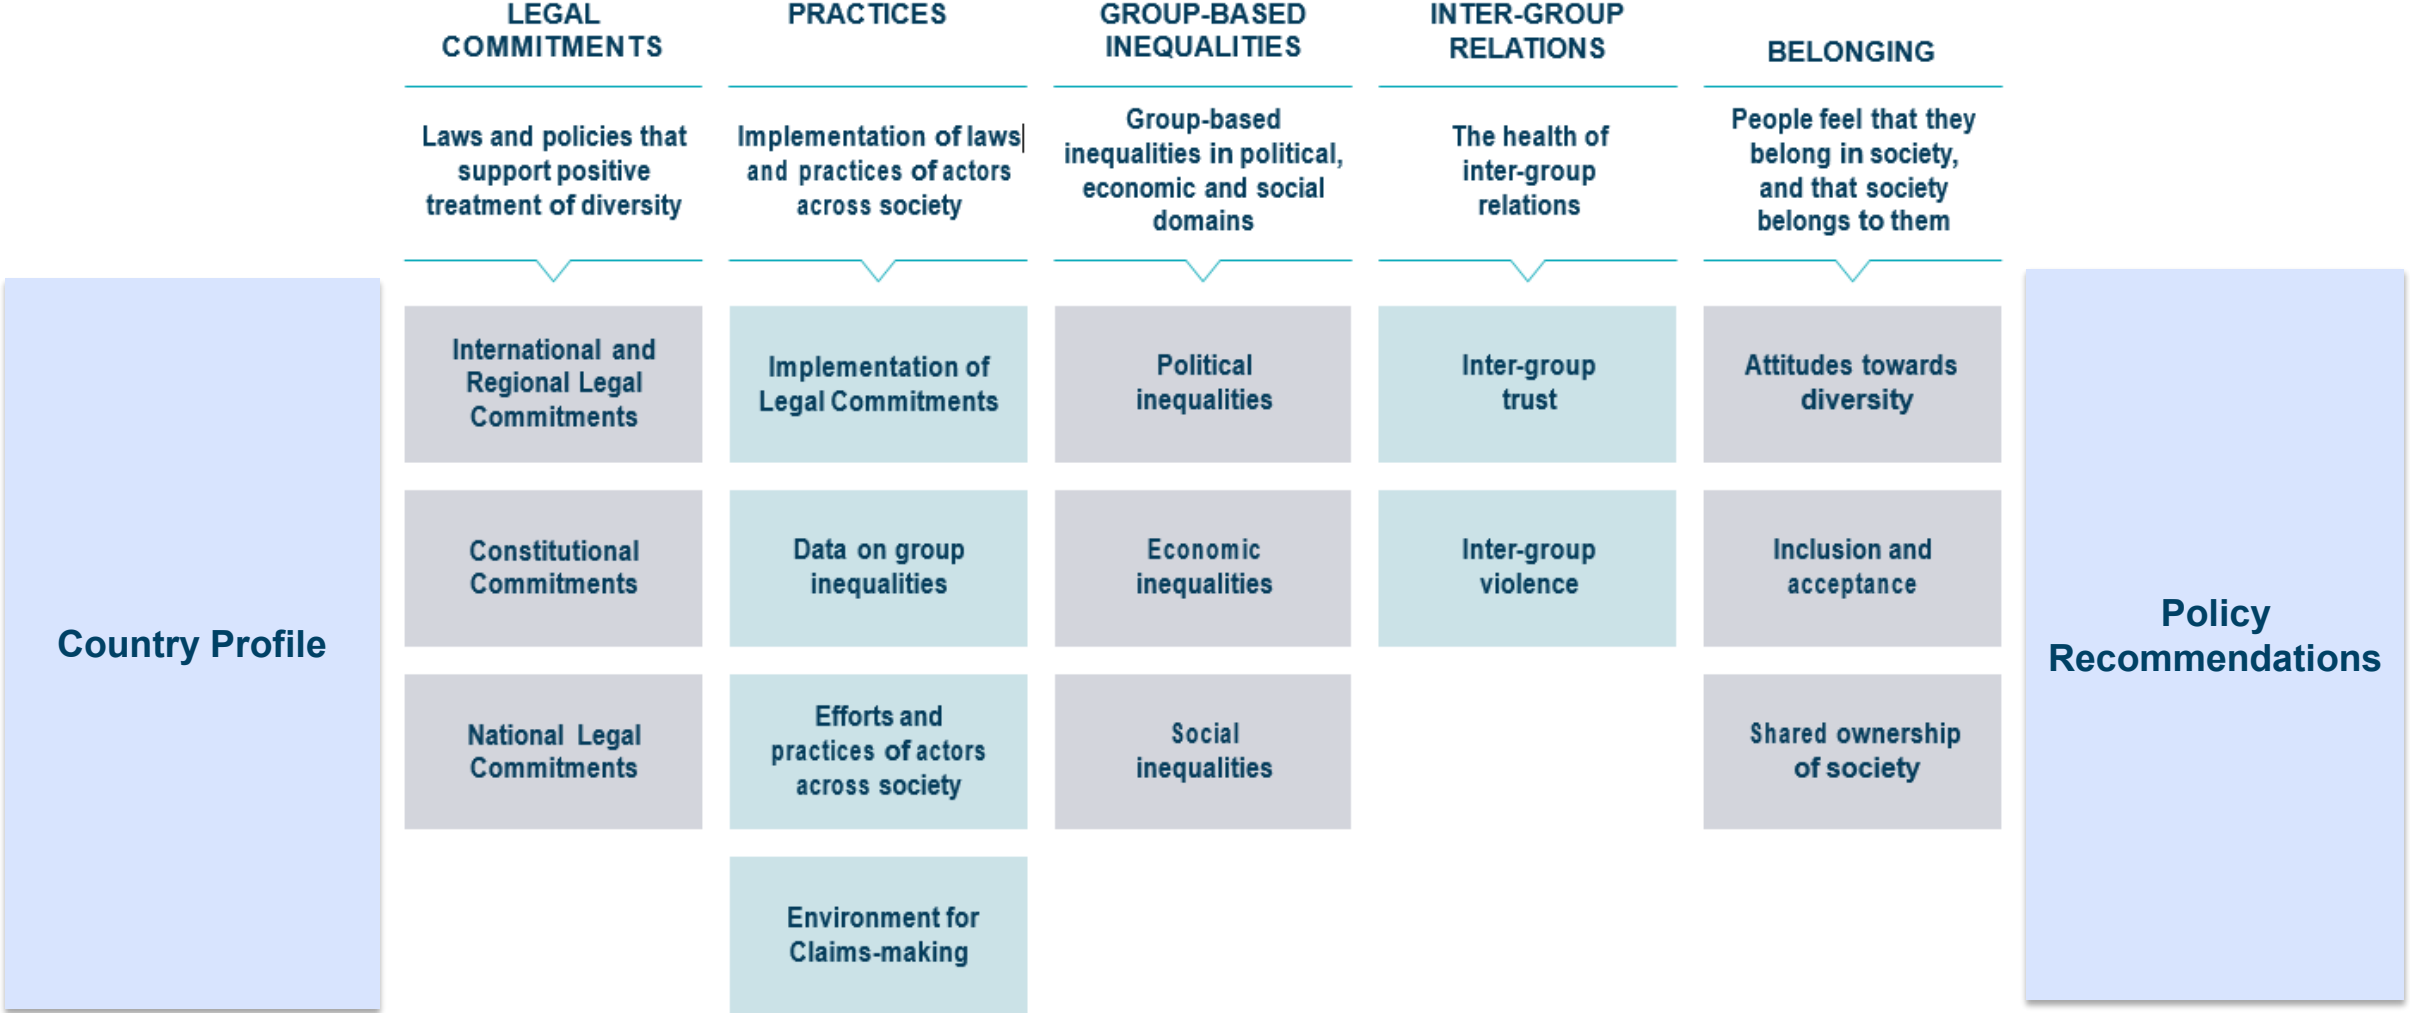 LEGAL
COMMITMENTS
Laws and policies that
support positive
treatment of diversity
PRACTICES
Implementation of laws
and practices of actors
across society
GROUP-BASED
INEQUALITIES
Group-based
inequalities in political,
economic and social
domains
INTER-GROUP
RELATIONS
The health of
inter-group
relations
BELONGING
People feel that they
belong in society,
and that society
belongs to them
Country Profile
International and
Regional Legal
Commitments
Constitutional
Commitments
National Legal
Commitments
Implementation of
Legal Commitments
Data on group
inequalities
Efforts and
practices of actors
across society
Environment for
Claims-making
Political
inequalities
Economic
inequalities
Social
inequalities
Inter-group
trust
Inter-group
violence
Attitudes towards
diversity
Inclusion and
acceptance
Shared ownership
of society
Policy
Recommendations